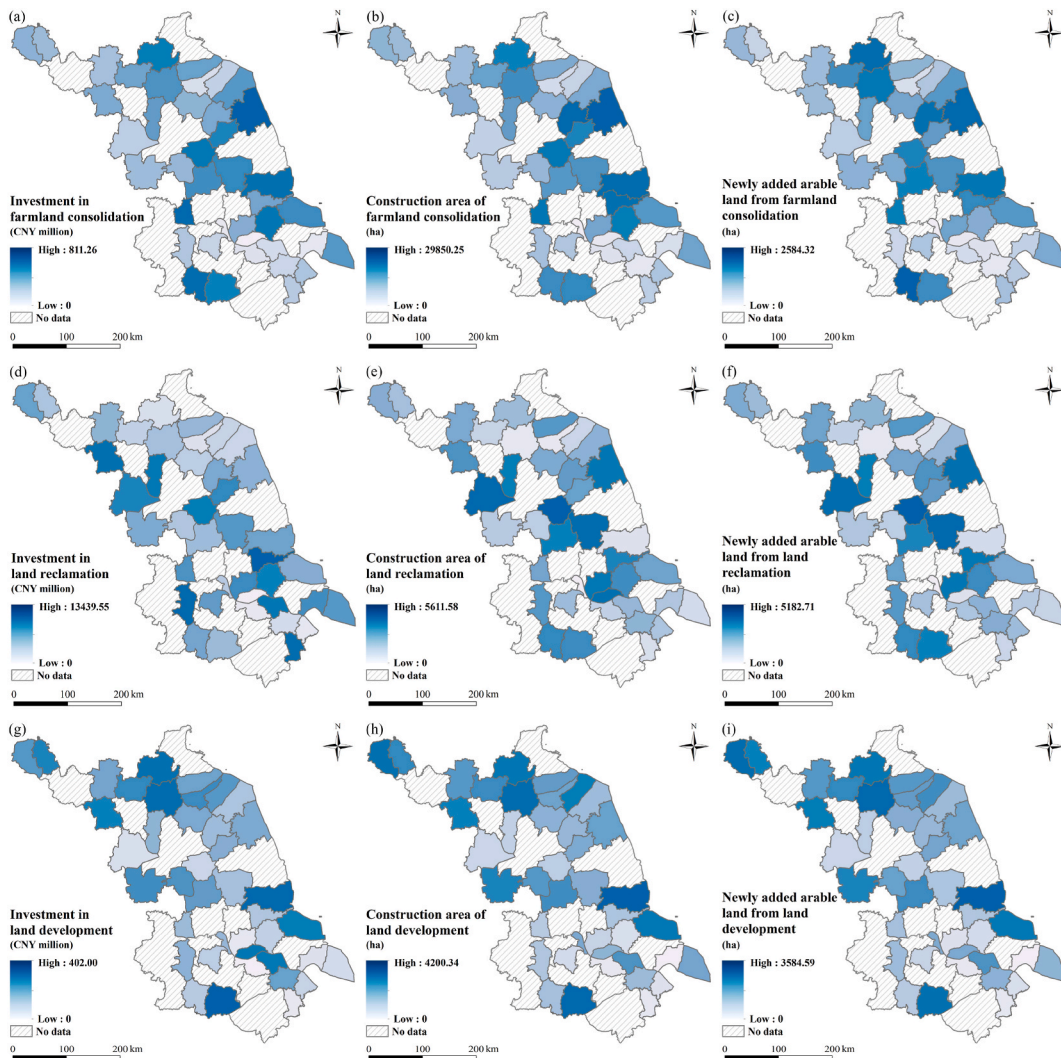 (a)
N
Investment in
farmland consolidation
(CNY million)
High : 811.26
Low : 0
No data
0 100 200 km
(b)
N
Construction area of
farmland consolidation
(ha)
High : 29850.25
Low : 0
No data
0 100 200 km
(c)
N
Newly added arable
land from farmland
consolidation
(ha)
High : 2584.32
Low : 0
No data
0 100 200 km
(d)
N
Investment in
land reclamation
(CNY million)
High : 13439.55
Low : 0
No data
0 100 200 km
(e)
N
Construction area of
land reclamation
(ha)
High : 5611.58
Low : 0
No data
0 100 200 km
(f)
N
Newly added arable
land from land
reclamation
(ha)
High : 5182.71
Low : 0
No data
0 100 200 km
(g)
N
Investment in
land development
(CNY million)
High : 402.00
Low : 0
No data
0 100 200 km
(h)
N
Construction area of
land development
(ha)
High : 4200.34
Low : 0
No data
0 100 200 km
(i)
N
Newly added arable
land from land
development
(ha)
High : 3584.59
Low : 0
No data
0 100 200 km